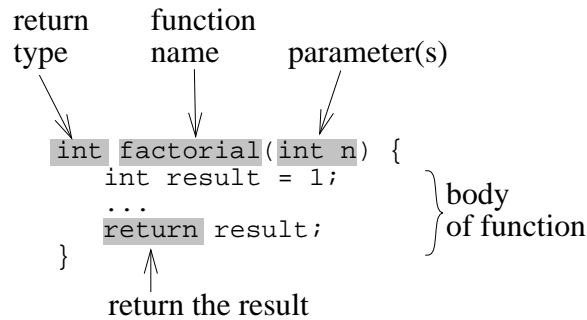 return function
type name parameter(s)
int factorial(int n) {
int result = 1;
...
return result;
}
body
of function
return the result